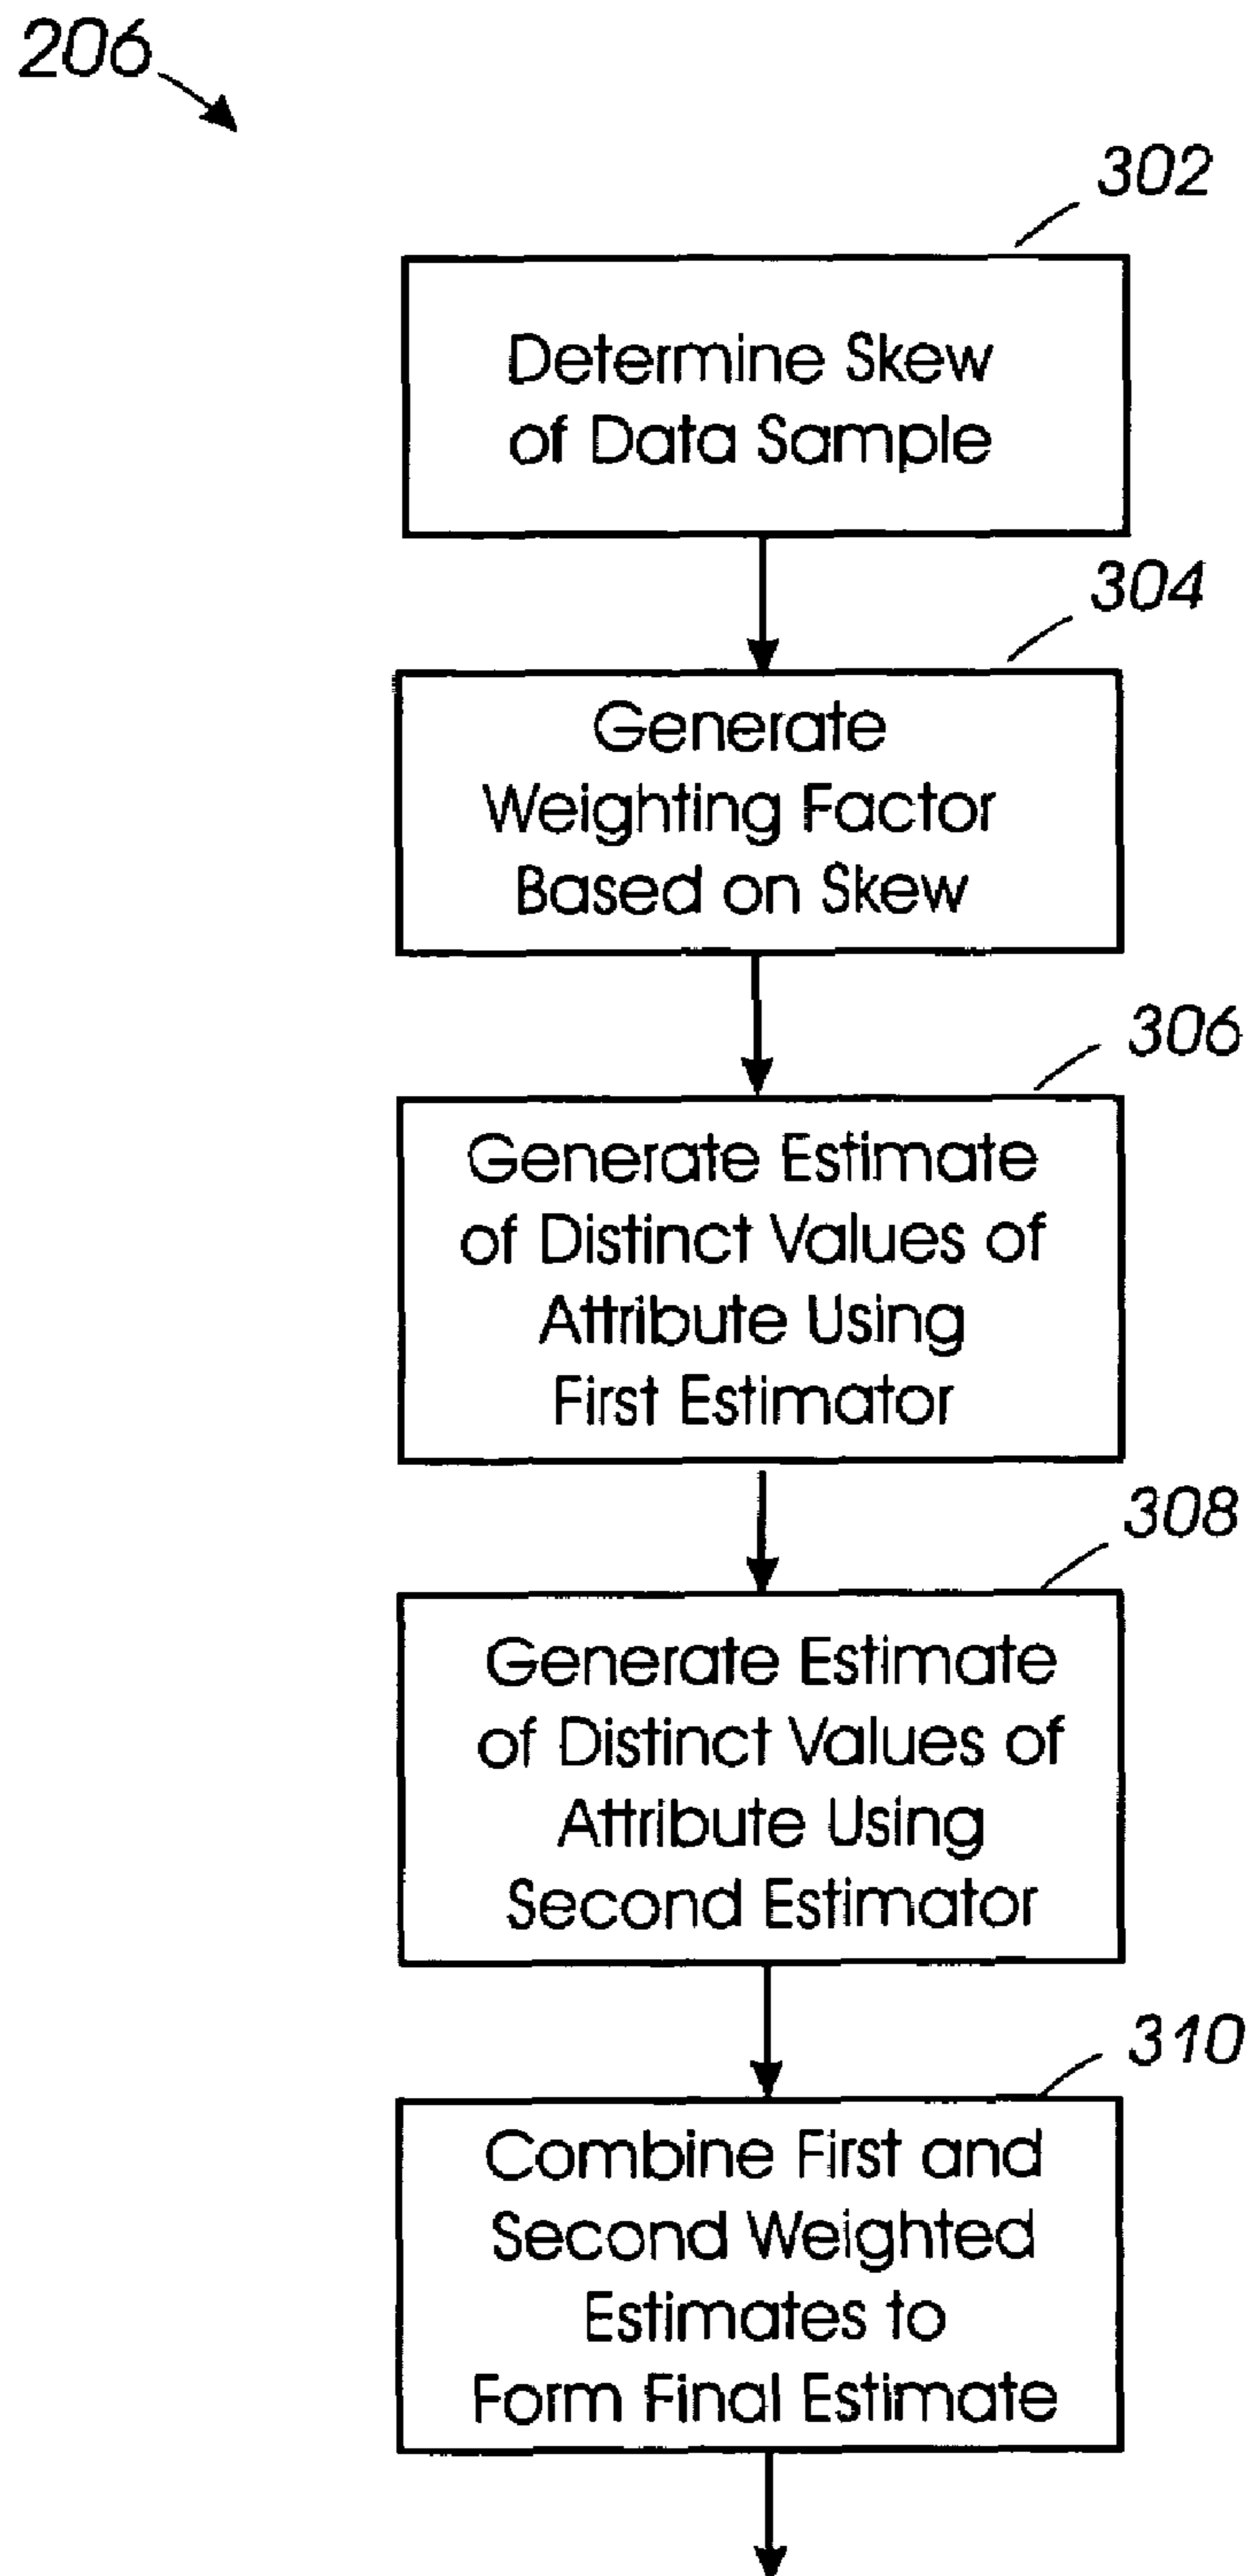 206
302
Determine Skew
of Data Sample
304
Generate
Weighting Factor
Based on Skew
306
Generate Estimate
of Distinct Values of
Attribute Using
First Estimator
308
Generate Estimate
of Distinct Values of
Attribute Using
Second Estimator
310
Combine First and
Second Weighted
Estimates to
Form Final Estimate